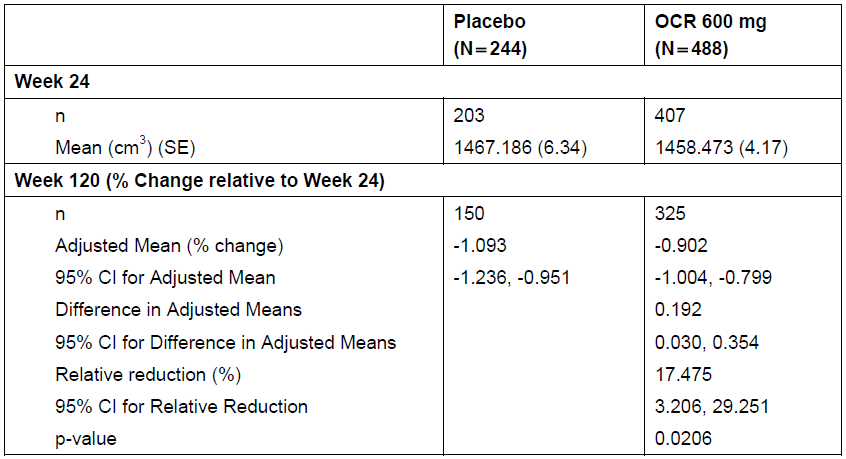 Placebo OCR 600 mg
(N=244) (N=488)
Week 24
n 203 407
Mean (cm³) (SE) 1467.186 (6.34) 1458.473 (4.17)
Week 120 (% Change relative to Week 24)
n 150 325
Adjusted Mean (% change) -1.093 -0.902
95% CI for Adjusted Mean -1.236, -0.951 -1.004, -0.799
Difference in Adjusted Means 0.192
95% CI for Difference in Adjusted Means 0.030, 0.354
Relative reduction (%) 17.475
95% CI for Relative Reduction 3.206, 29.251
p-value 0.0206